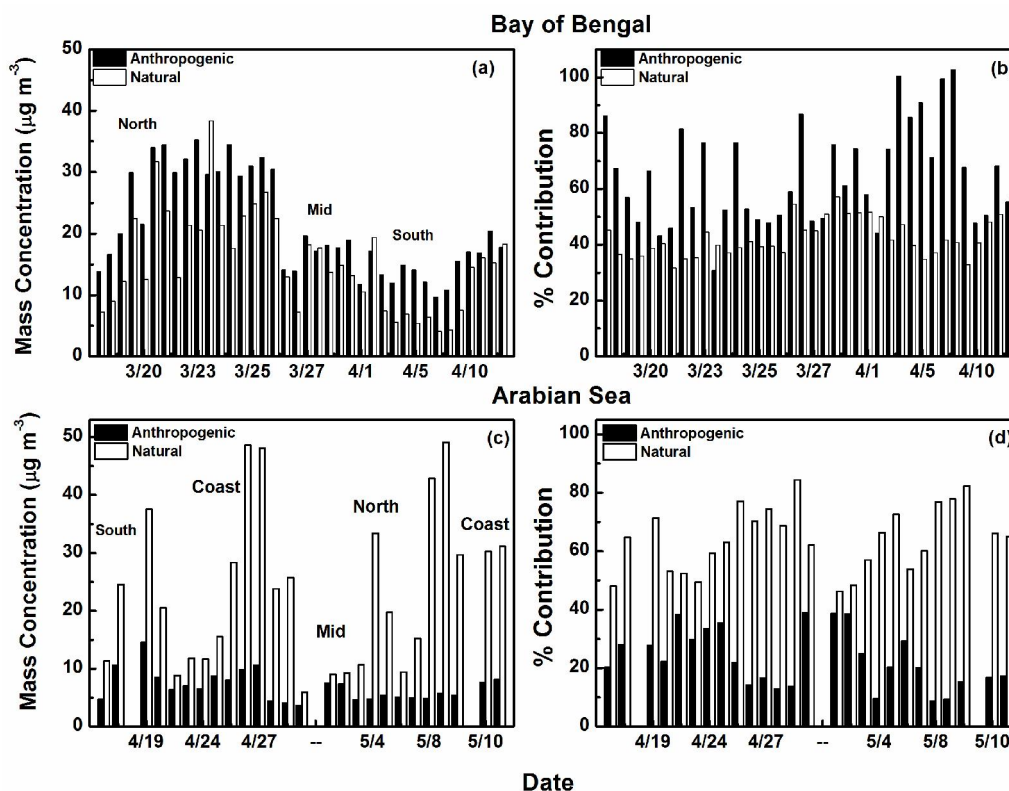 Bay of Bengal
Mass Concentration (μg m-3)
50
40
30
20
10
0
Anthropogenic
Natural
(a)
North
Mid
South
3/20 3/23 3/25 3/27 4/1 4/5 4/10
% Contribution
100
80
60
40
20
0
Anthropogenic
Natural
(b)
3/20 3/23 3/25 3/27 4/1 4/5 4/10
Arabian Sea
Mass Concentration (μg m-3)
50
40
30
20
10
0
Anthropogenic
Natural
(c)
South
Coast
Mid
North
Coast
4/19 4/24 4/27 -- 5/4 5/8 5/10
% Contribution
100
80
60
40
20
0
Anthropogenic
Natural
(d)
4/19 4/24 4/27 -- 5/4 5/8 5/10
Date